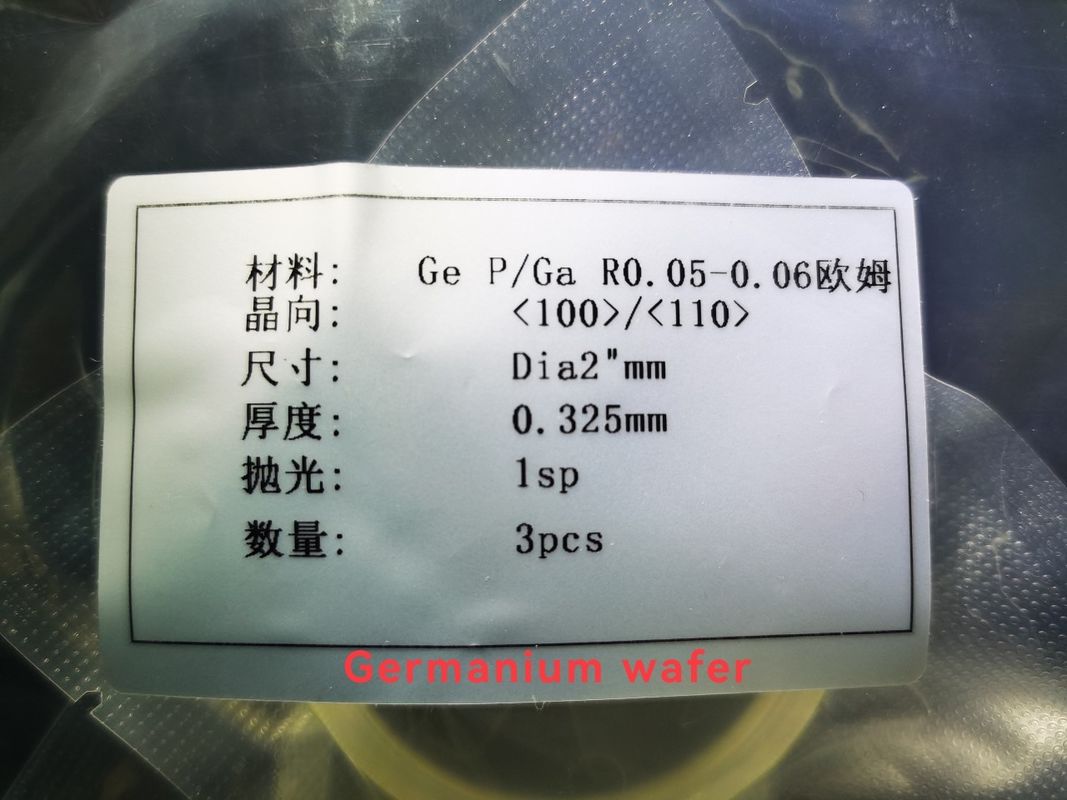 材料: Ge P/Ga R0.05-0.06欧姆
晶向: <100>/<110>
尺寸: Dia2"mm
厚度: 0.325mm
抛光: 1sp
数量: 3pcs
Germanium wafer